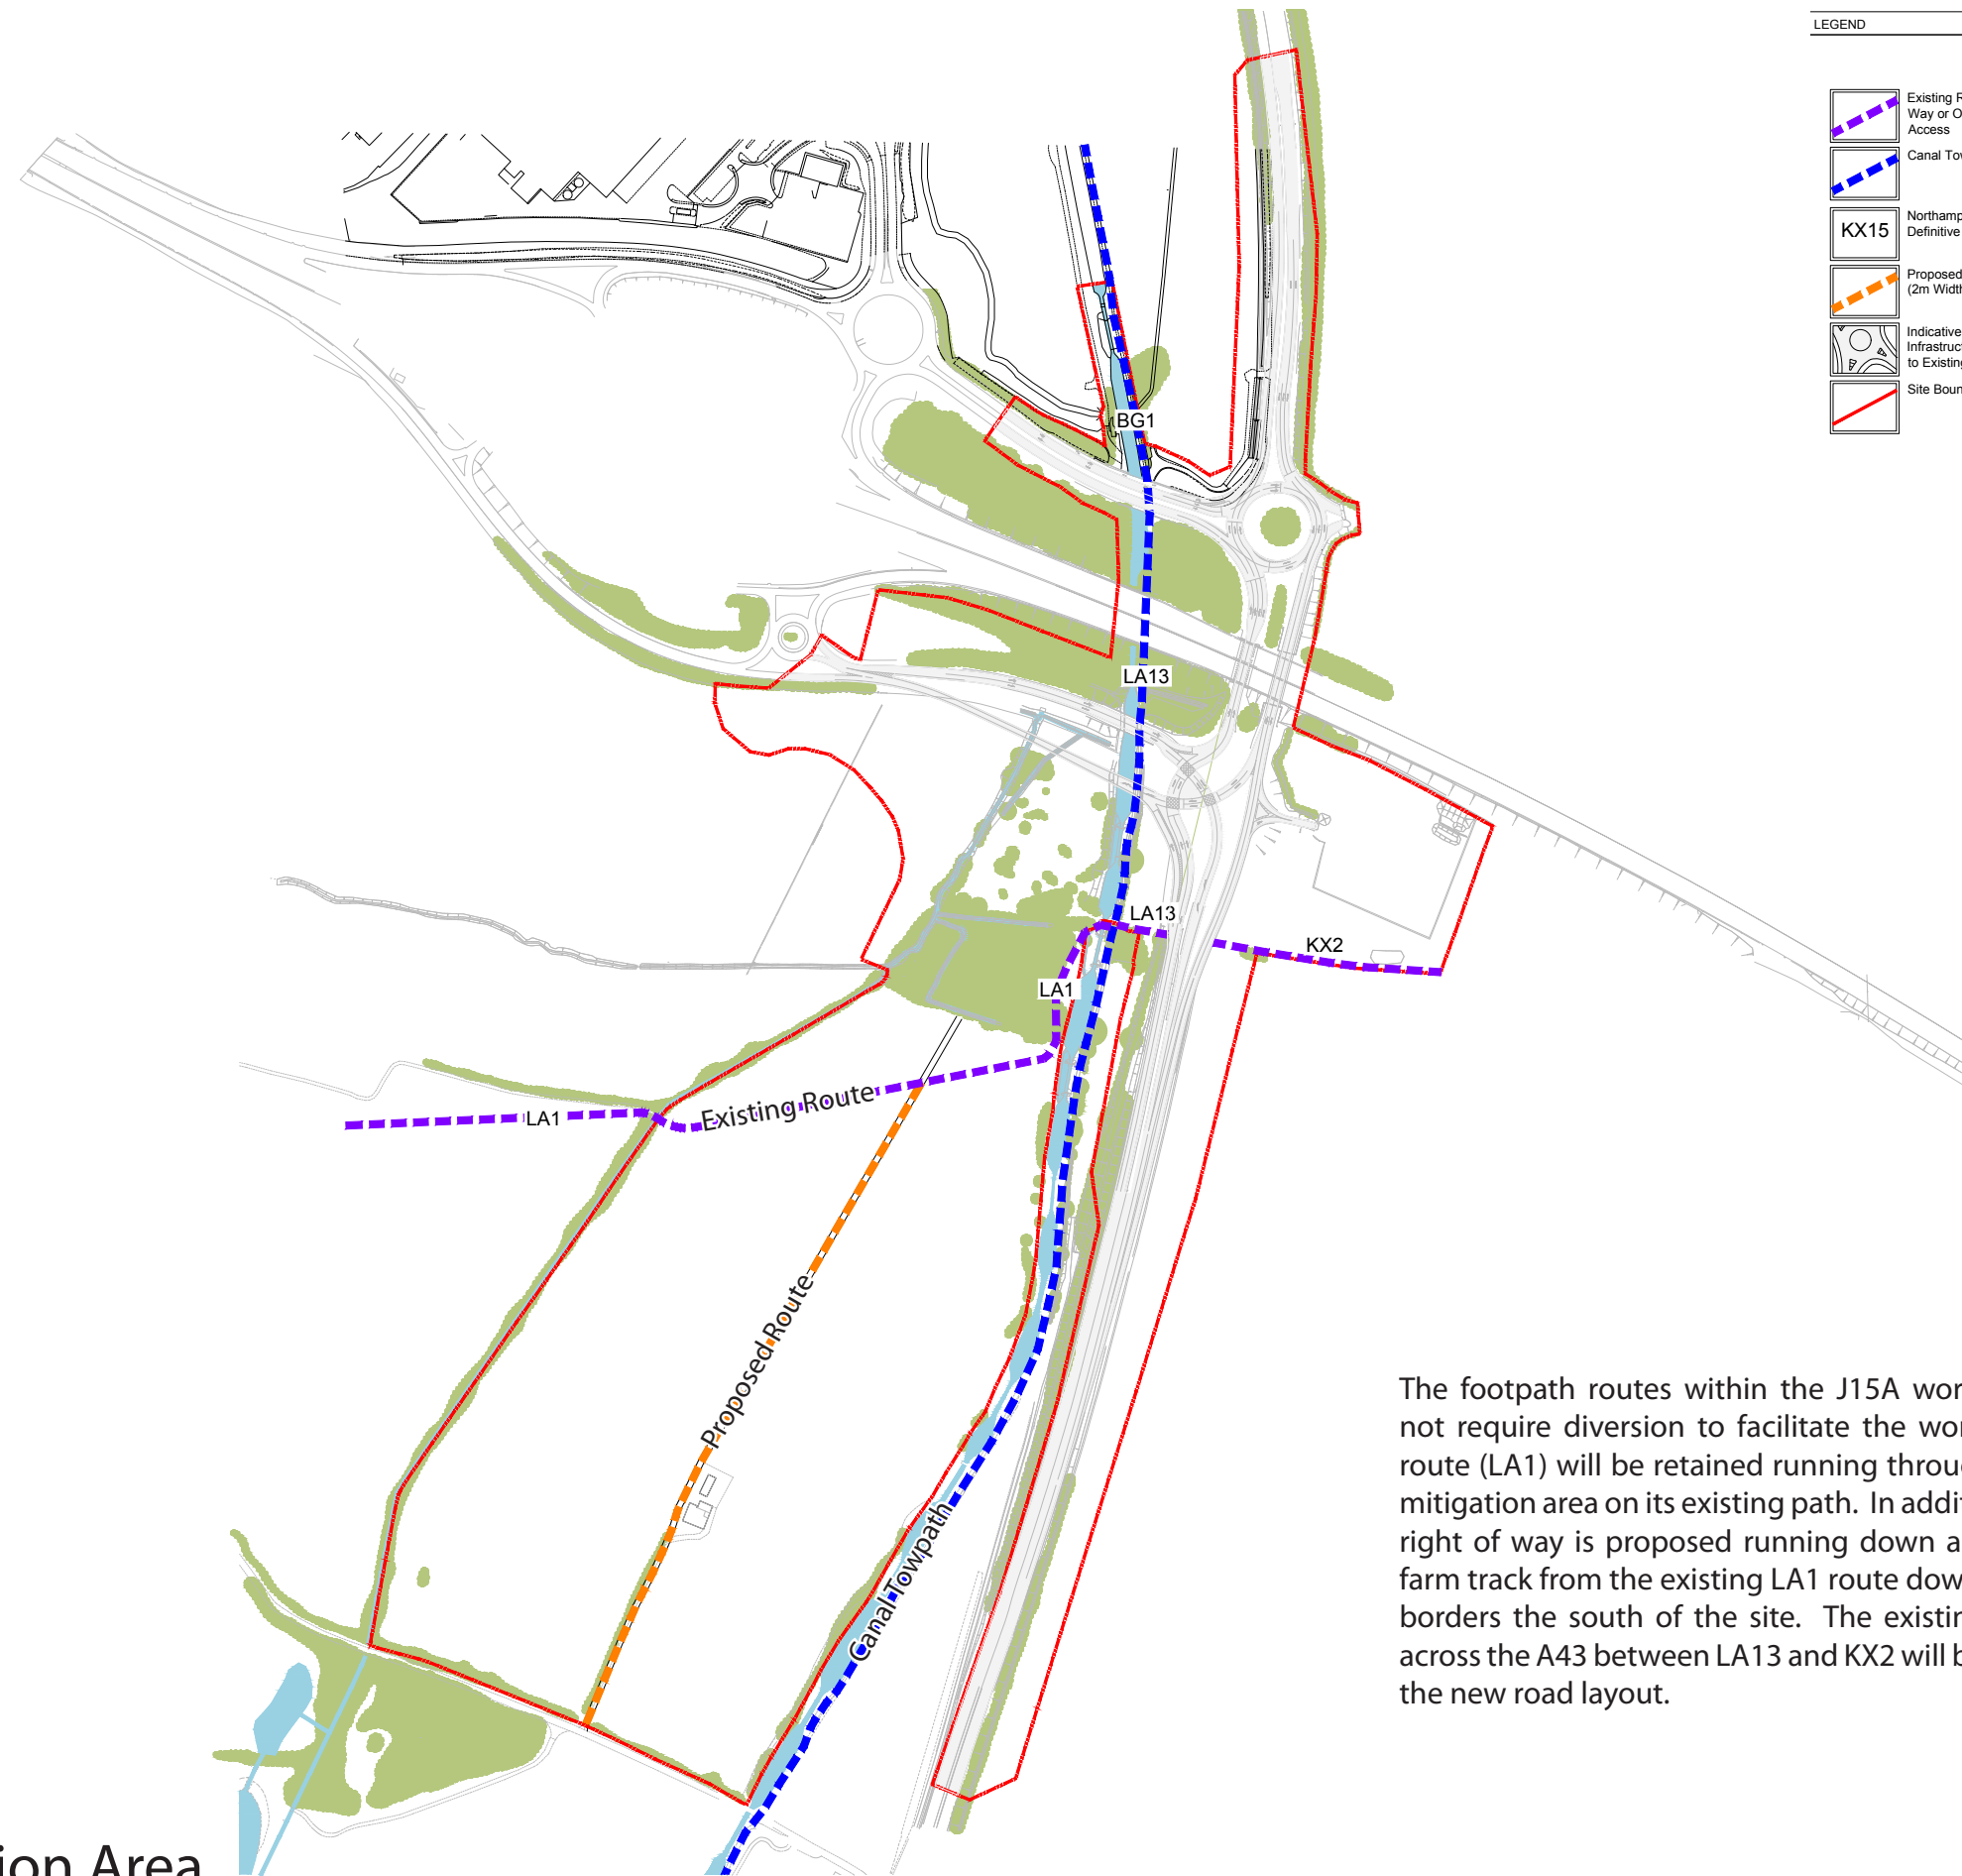 LEGEND
Existing R
Way or O
Access
Canal Tow
KX15
Northamp
Definitive
Proposed
(2m Width
Indicative
Infrastruct
to Existing
Site Boun
BG1
LA13
LA13
KX2
LA1
LA1
Existing Route
Proposed Route
Canal Towpath
The footpath routes within the J15A wor
not require diversion to facilitate the wor
route (LA1) will be retained running throu
mitigation area on its existing path. In addit
right of way is proposed running down a
farm track from the existing LA1 route dow
borders the south of the site. The existin
across the A43 between LA13 and KX2 will b
the new road layout.
ion Area